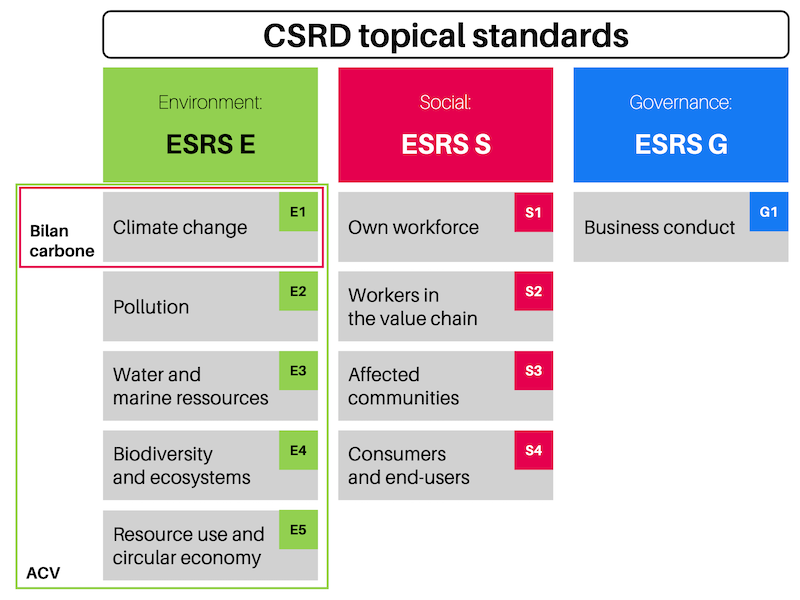 CSRD topical standards
Environment:
ESRS E
Social:
ESRS S
Governance:
ESRS G
Bilan
carbone
Climate change
E1
Own workforce
S1
Business conduct
G1
Pollution
E2
Workers in
the value chain
S2
Water and
marine ressources
E3
Affected
communities
S3
Biodiversity
and ecosystems
E4
Consumers
and end-users
S4
Resource use and
circular economy
E5
ACV